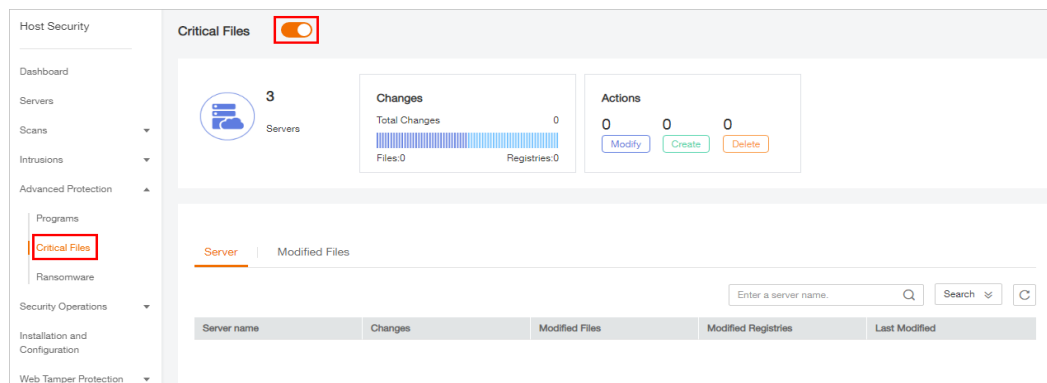 Host Security
Critical Files
Dashboard
Servers
Scans
Intrusions
Advanced Protection
Programs
Critical Files
Ransomware
Security Operations
Installation and
Configuration
Web Tamper Protection
3
Servers
Changes
Total Changes 0
Files:0 Registries:0
Actions
0 0 0
Modify Create Delete
Server Modified Files
Enter a server name. Search
Server name Changes Modified Files Modified Registries Last Modified